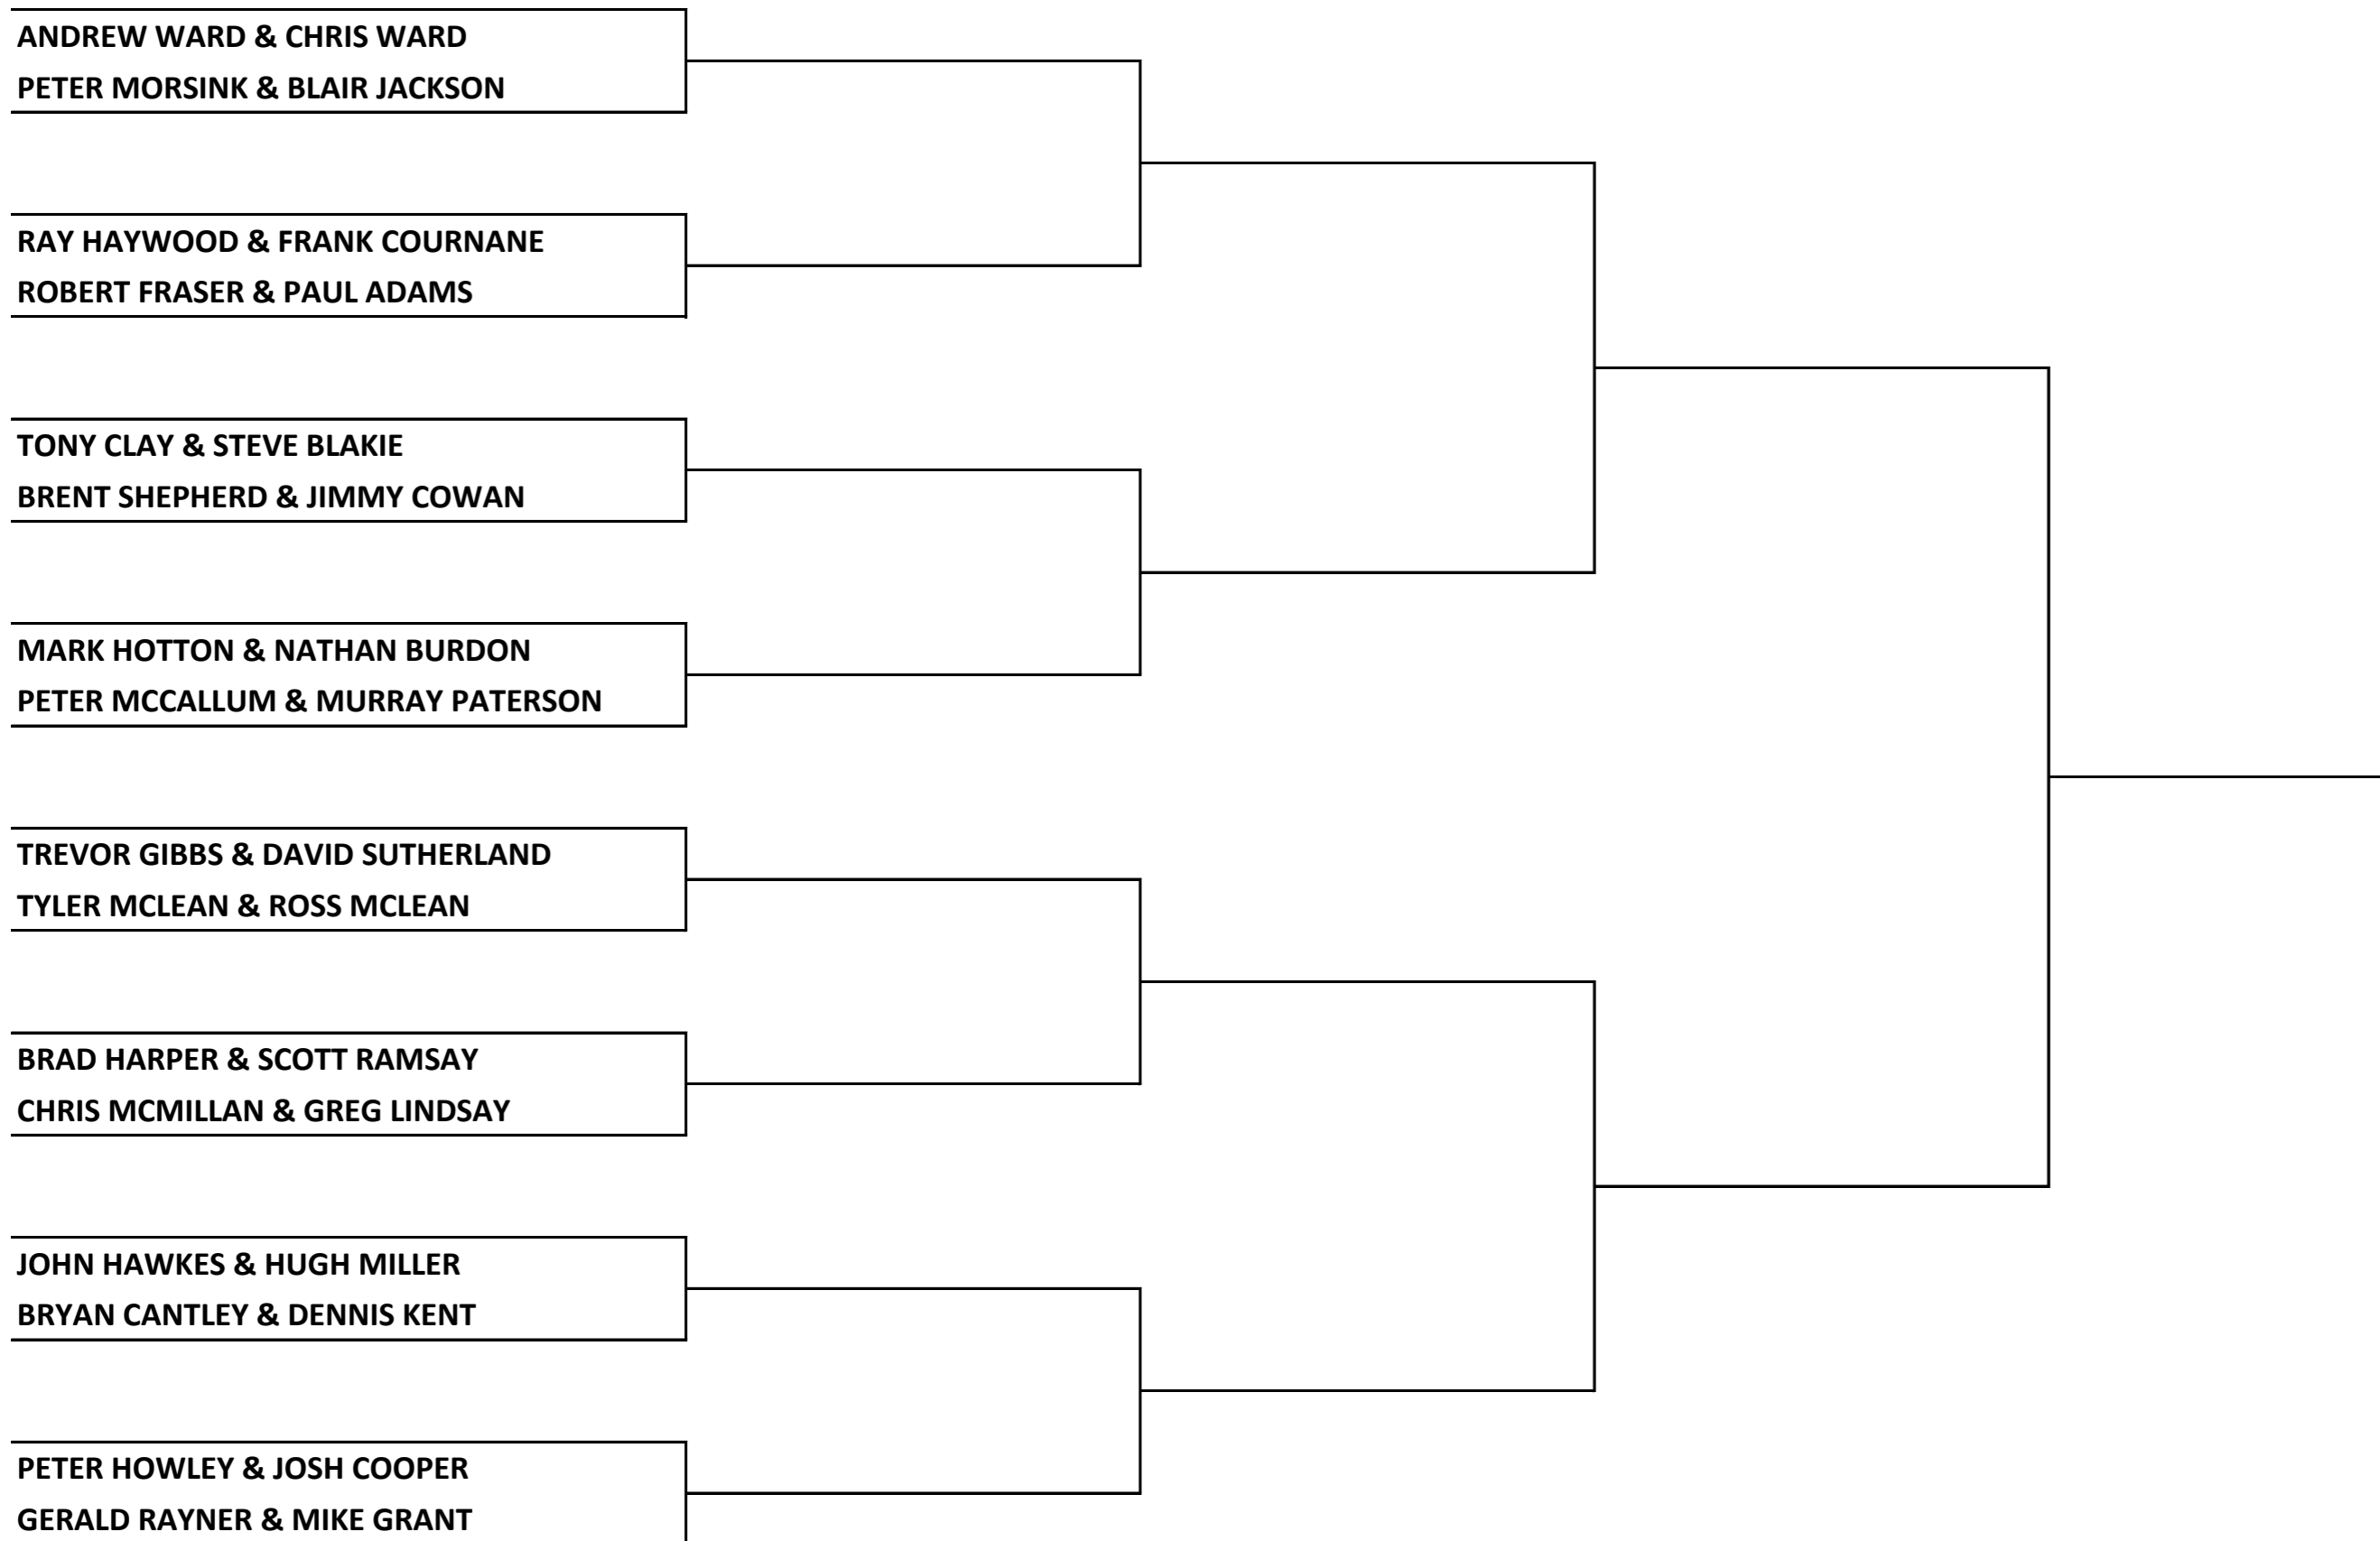 ANDREW WARD & CHRIS WARD
PETER MORSINK & BLAIR JACKSON
RAY HAYWOOD & FRANK COURNANE
ROBERT FRASER & PAUL ADAMS
TONY CLAY & STEVE BLAKIE
BRENT SHEPHERD & JIMMY COWAN
MARK HOTTON & NATHAN BURDON
PETER MCCALLUM & MURRAY PATERSON
TREVOR GIBBS & DAVID SUTHERLAND
TYLER MCLEAN & ROSS MCLEAN
BRAD HARPER & SCOTT RAMSAY
CHRIS MCMILLAN & GREG LINDSAY
JOHN HAWKES & HUGH MILLER
BRYAN CANTLEY & DENNIS KENT
PETER HOWLEY & JOSH COOPER
GERALD RAYNER & MIKE GRANT